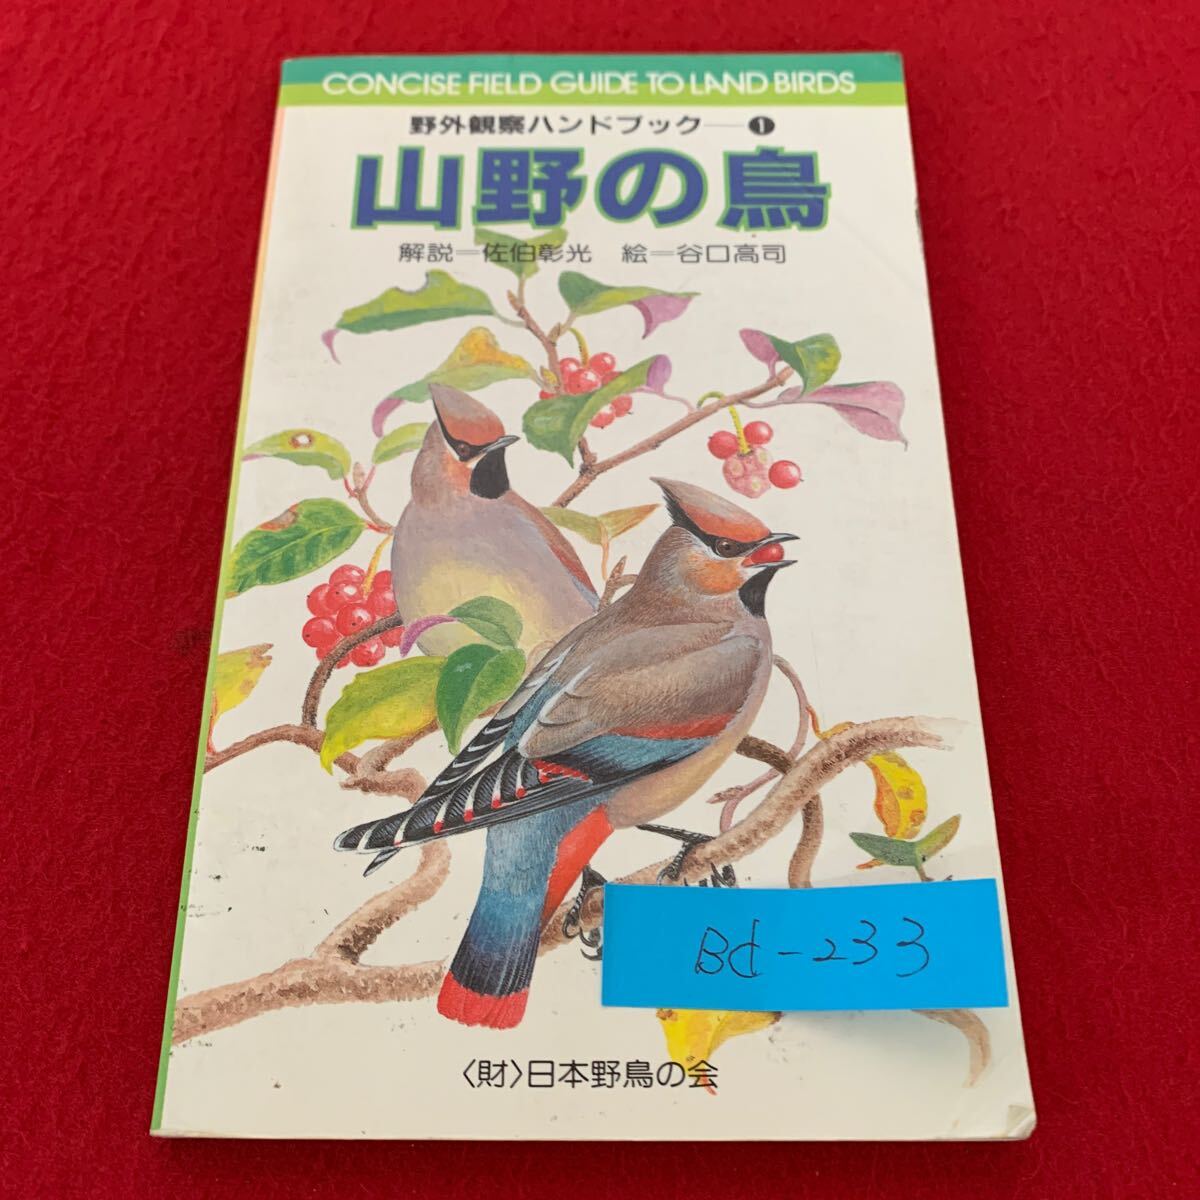 CONCISE FIELD GUIDE TO LAND BIRDS
野外観察ハンドブック—❶
山野の鳥
解説=佐伯彰光 絵=谷口高司
Bd-233
〈財〉日本野鳥の会